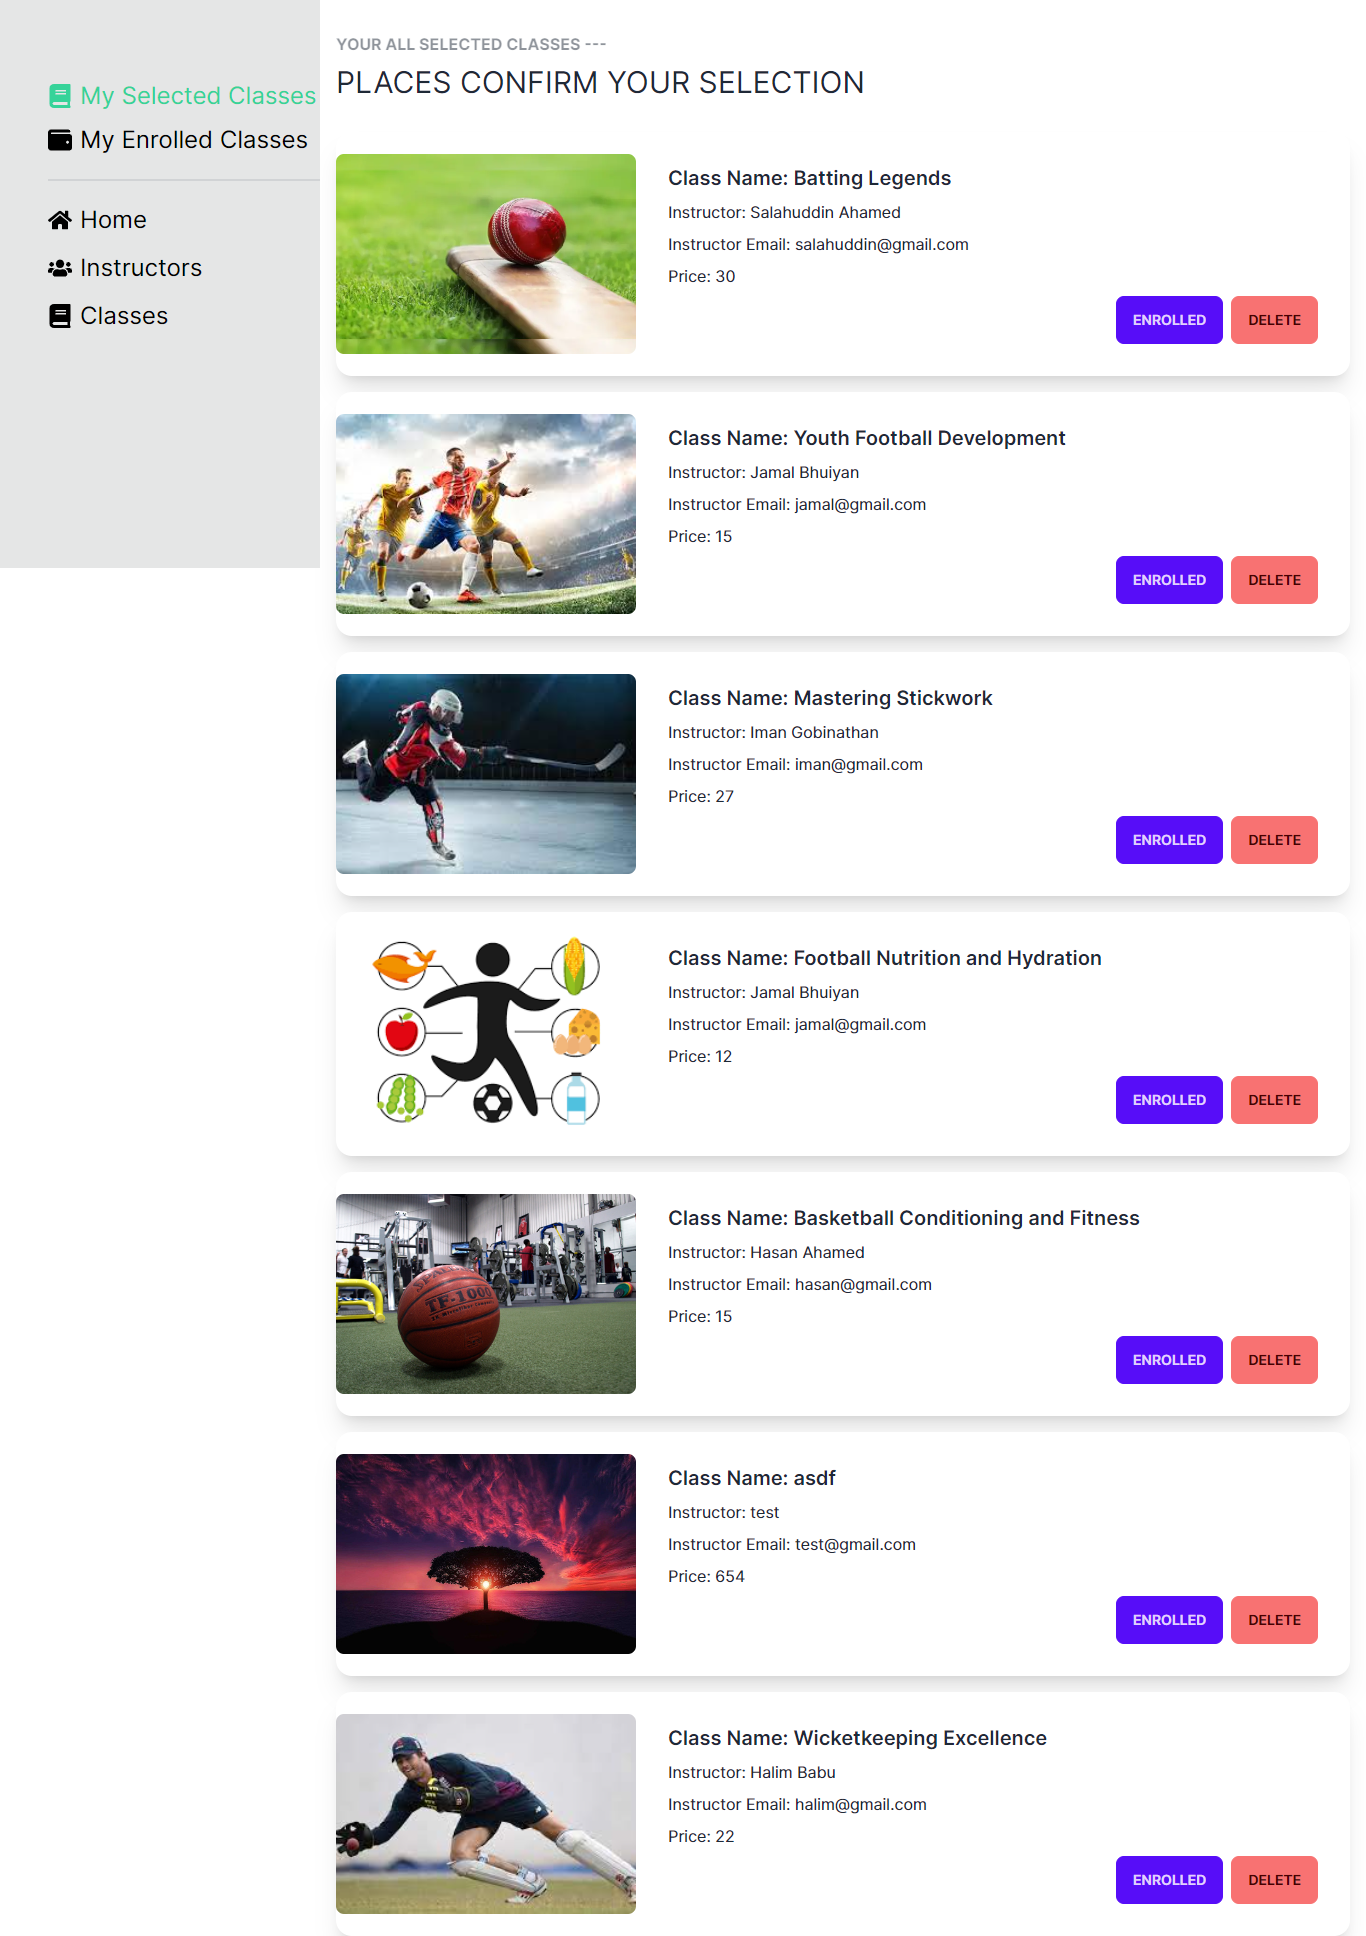 My Selected Classes
My Enrolled Classes
Home
Instructors
Classes
YOUR ALL SELECTED CLASSES ---
PLACES CONFIRM YOUR SELECTION
Class Name: Batting Legends
Instructor: Salahuddin Ahamed
Instructor Email: salahuddin@gmail.com
Price: 30
ENROLLED DELETE
Class Name: Youth Football Development
Instructor: Jamal Bhuiyan
Instructor Email: jamal@gmail.com
Price: 15
ENROLLED DELETE
Class Name: Mastering Stickwork
Instructor: Iman Gobinathan
Instructor Email: iman@gmail.com
Price: 27
ENROLLED DELETE
Class Name: Football Nutrition and Hydration
Instructor: Jamal Bhuiyan
Instructor Email: jamal@gmail.com
Price: 12
ENROLLED DELETE
SPALDING
TF-1000
Class Name: Basketball Conditioning and Fitness
Instructor: Hasan Ahamed
Instructor Email: hasan@gmail.com
Price: 15
ENROLLED DELETE
Class Name: asdf
Instructor: test
Instructor Email: test@gmail.com
Price: 654
ENROLLED DELETE
Class Name: Wicketkeeping Excellence
Instructor: Halim Babu
Instructor Email: halim@gmail.com
Price: 22
ENROLLED DELETE